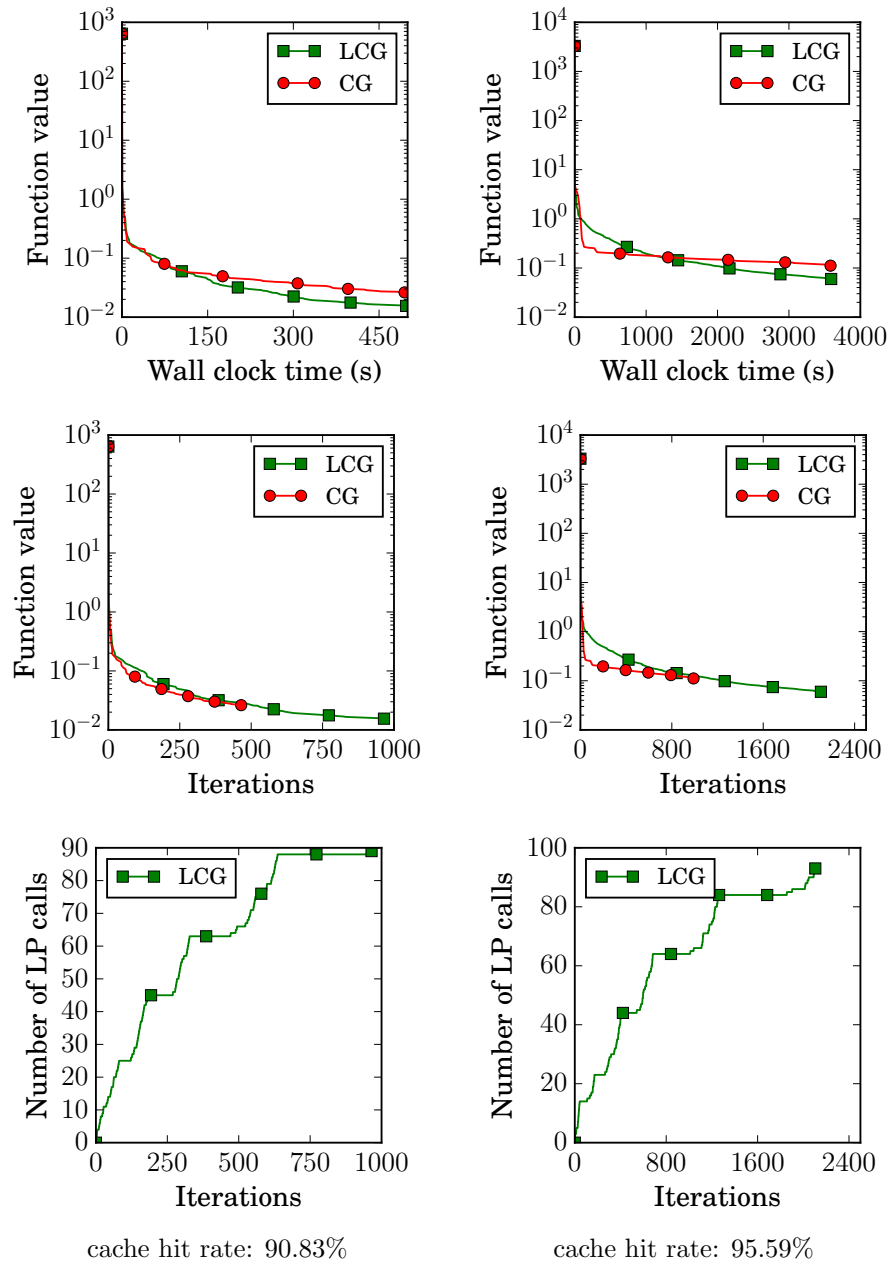 10^3
10^2
10^1
10^0
10^-1
10^-2
Function value
LCG
CG
0 150 300 450
Wall clock time (s)
10^4
10^3
10^2
10^1
10^0
10^-1
10^-2
Function value
LCG
CG
0 1000 2000 3000 4000
Wall clock time (s)
10^3
10^2
10^1
10^0
10^-1
10^-2
Function value
LCG
CG
0 250 500 750 1000
Iterations
10^4
10^3
10^2
10^1
10^0
10^-1
10^-2
Function value
LCG
CG
0 800 1600 2400
Iterations
90
80
70
60
50
40
30
20
10
0
Number of LP calls
LCG
0 250 500 750 1000
Iterations
cache hit rate: 90.83%
100
80
60
40
20
0
Number of LP calls
LCG
0 800 1600 2400
Iterations
cache hit rate: 95.59%